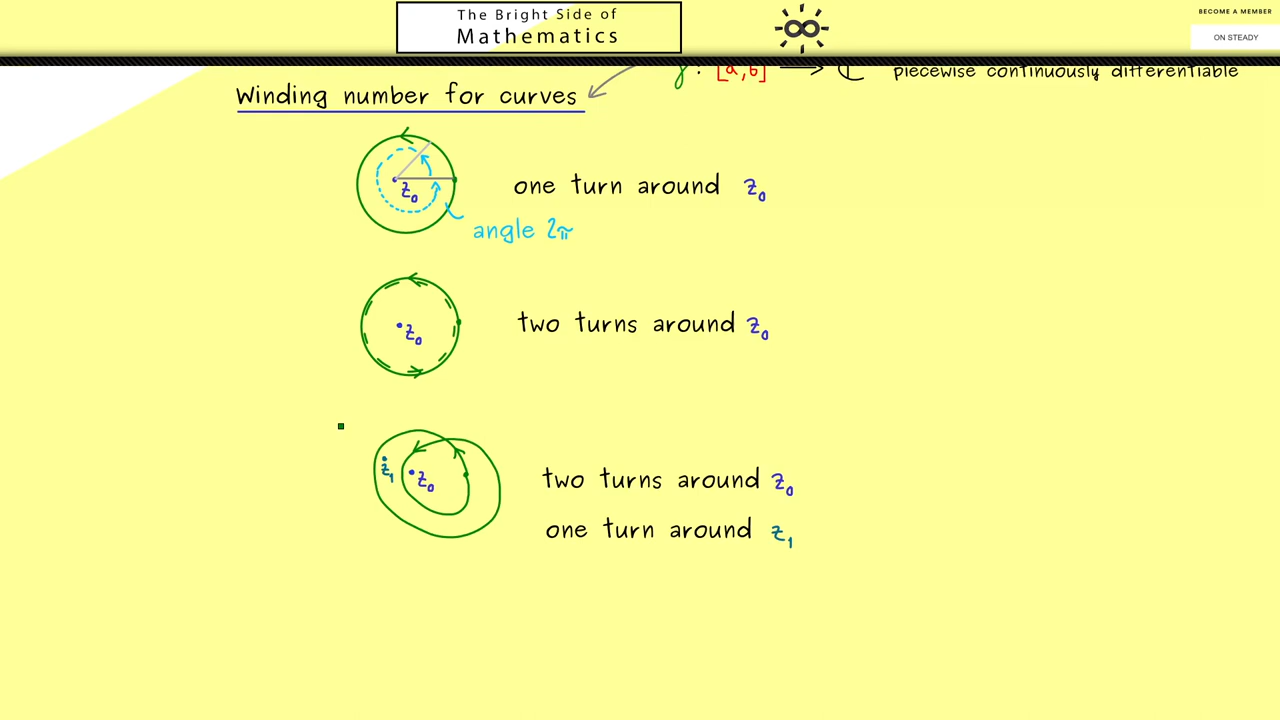 The Bright Side of
Mathematics
BECOME A MEMBER
ON STEADY
γ : [a,b] ⟶ ℂ piecewise continuously differentiable
Winding number for curves
z₀
one turn around z₀
angle 2π
z₀
two turns around z₀
z₁
z₀
two turns around z₀
one turn around z₁